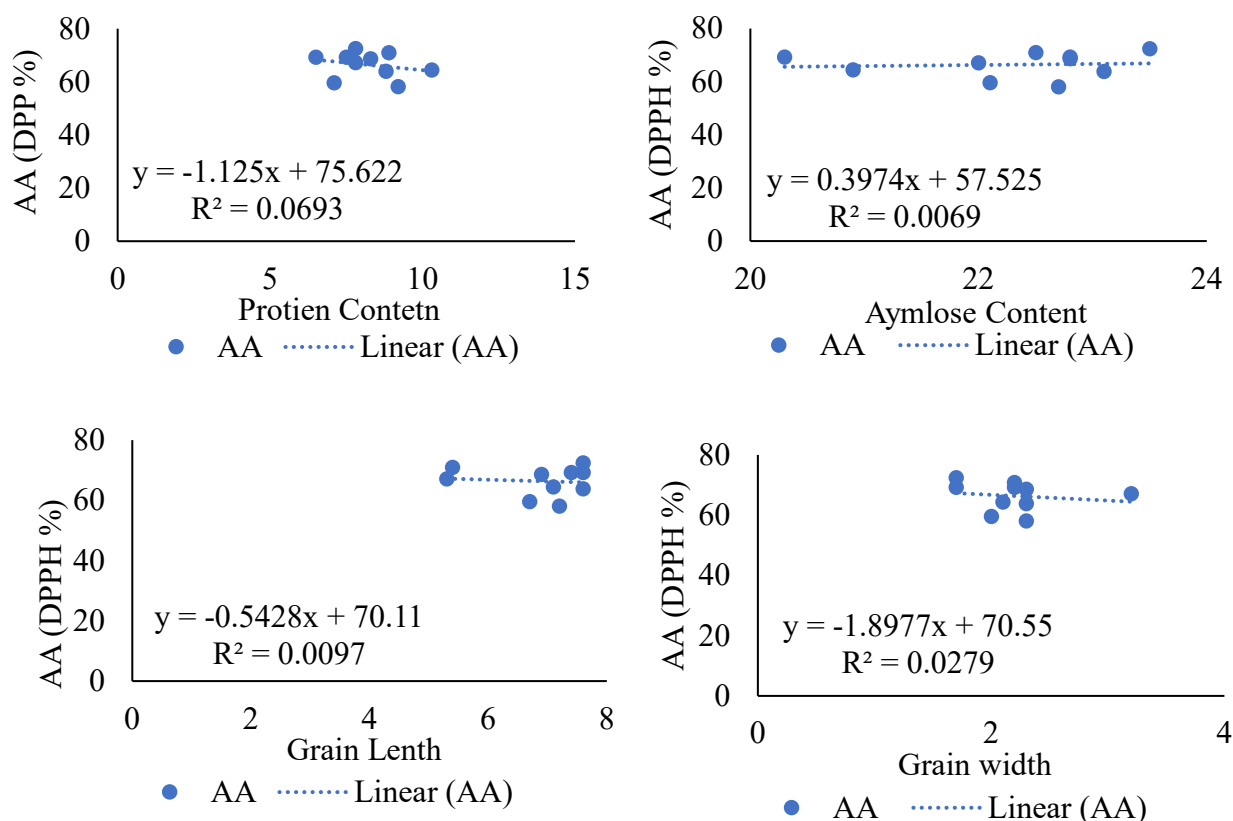 AA (DPP %)
80
60
40
20
0
y = -1.125x + 75.622
R² = 0.0693
0 5 10 15
Protien Contetn
AA Linear (AA)
AA (DPPH %)
80
60
40
20
0
y = 0.3974x + 57.525
R² = 0.0069
20 22 24
Aymlose Content
AA Linear (AA)
AA (DPPH %)
80
60
40
20
0
y = -0.5428x + 70.11
R² = 0.0097
0 2 4 6 8
Grain Lenth
AA Linear (AA)
AA (DPPH %)
80
60
40
20
0
y = -1.8977x + 70.55
R² = 0.0279
0 2 4
Grain width
AA Linear (AA)